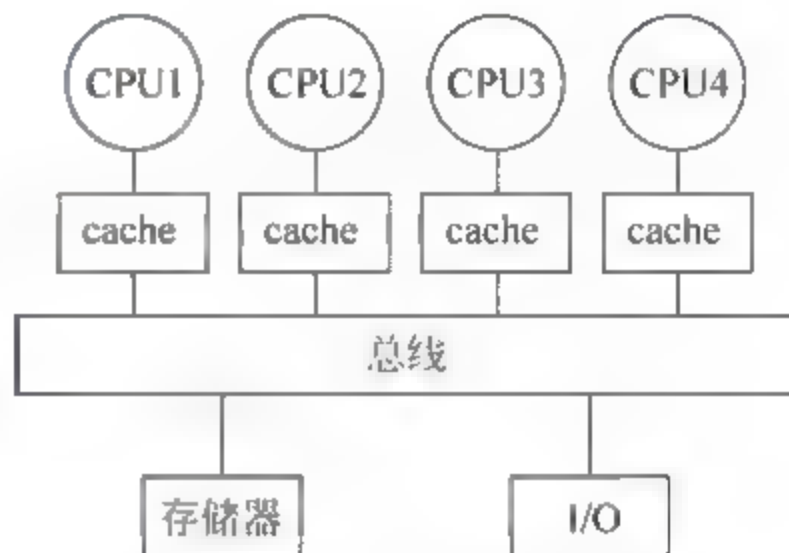 CPU1 CPU2 CPU3 CPU4
cache cache cache cache
总线
存储器 I/O